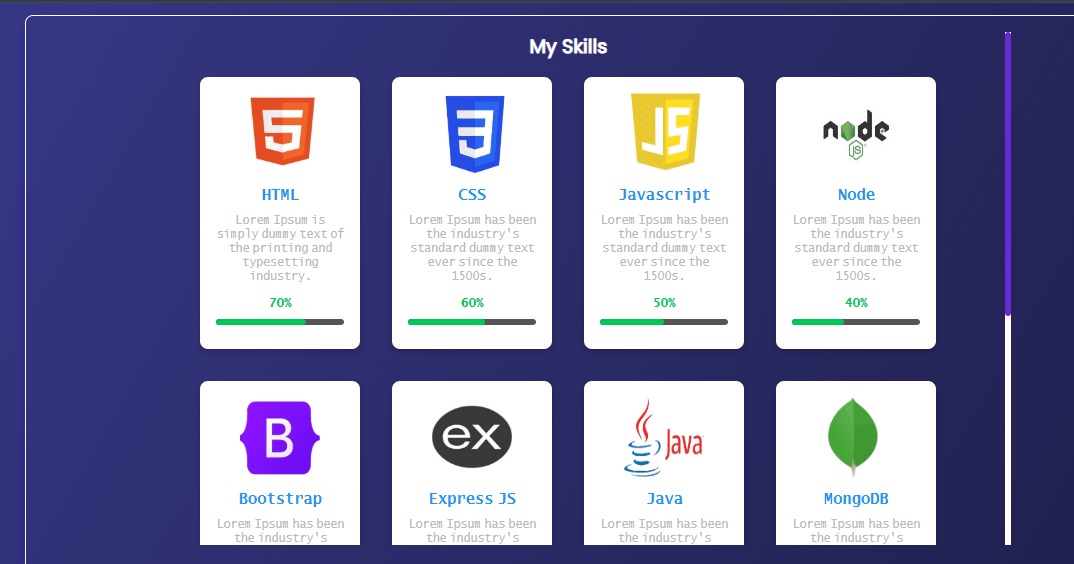 My Skills
5
3
JS
node
JS
HTML
CSS
Javascript
Node
Lorem Ipsum is
simply dummy text of
the printing and
typesetting
industry.
Lorem Ipsum has been
the industry's
standard dummy text
ever since the
1500s.
Lorem Ipsum has been
the industry's
standard dummy text
ever since the
1500s.
Lorem Ipsum has been
the industry's
standard dummy text
ever since the
1500s.
70%
60%
50%
40%
B
ex
Java
Bootstrap
Express JS
Java
MongoDB
Lorem Ipsum has been
the industry's
Lorem Ipsum has been
the industry's
Lorem Ipsum has been
the industry's
Lorem Ipsum has been
the industry's